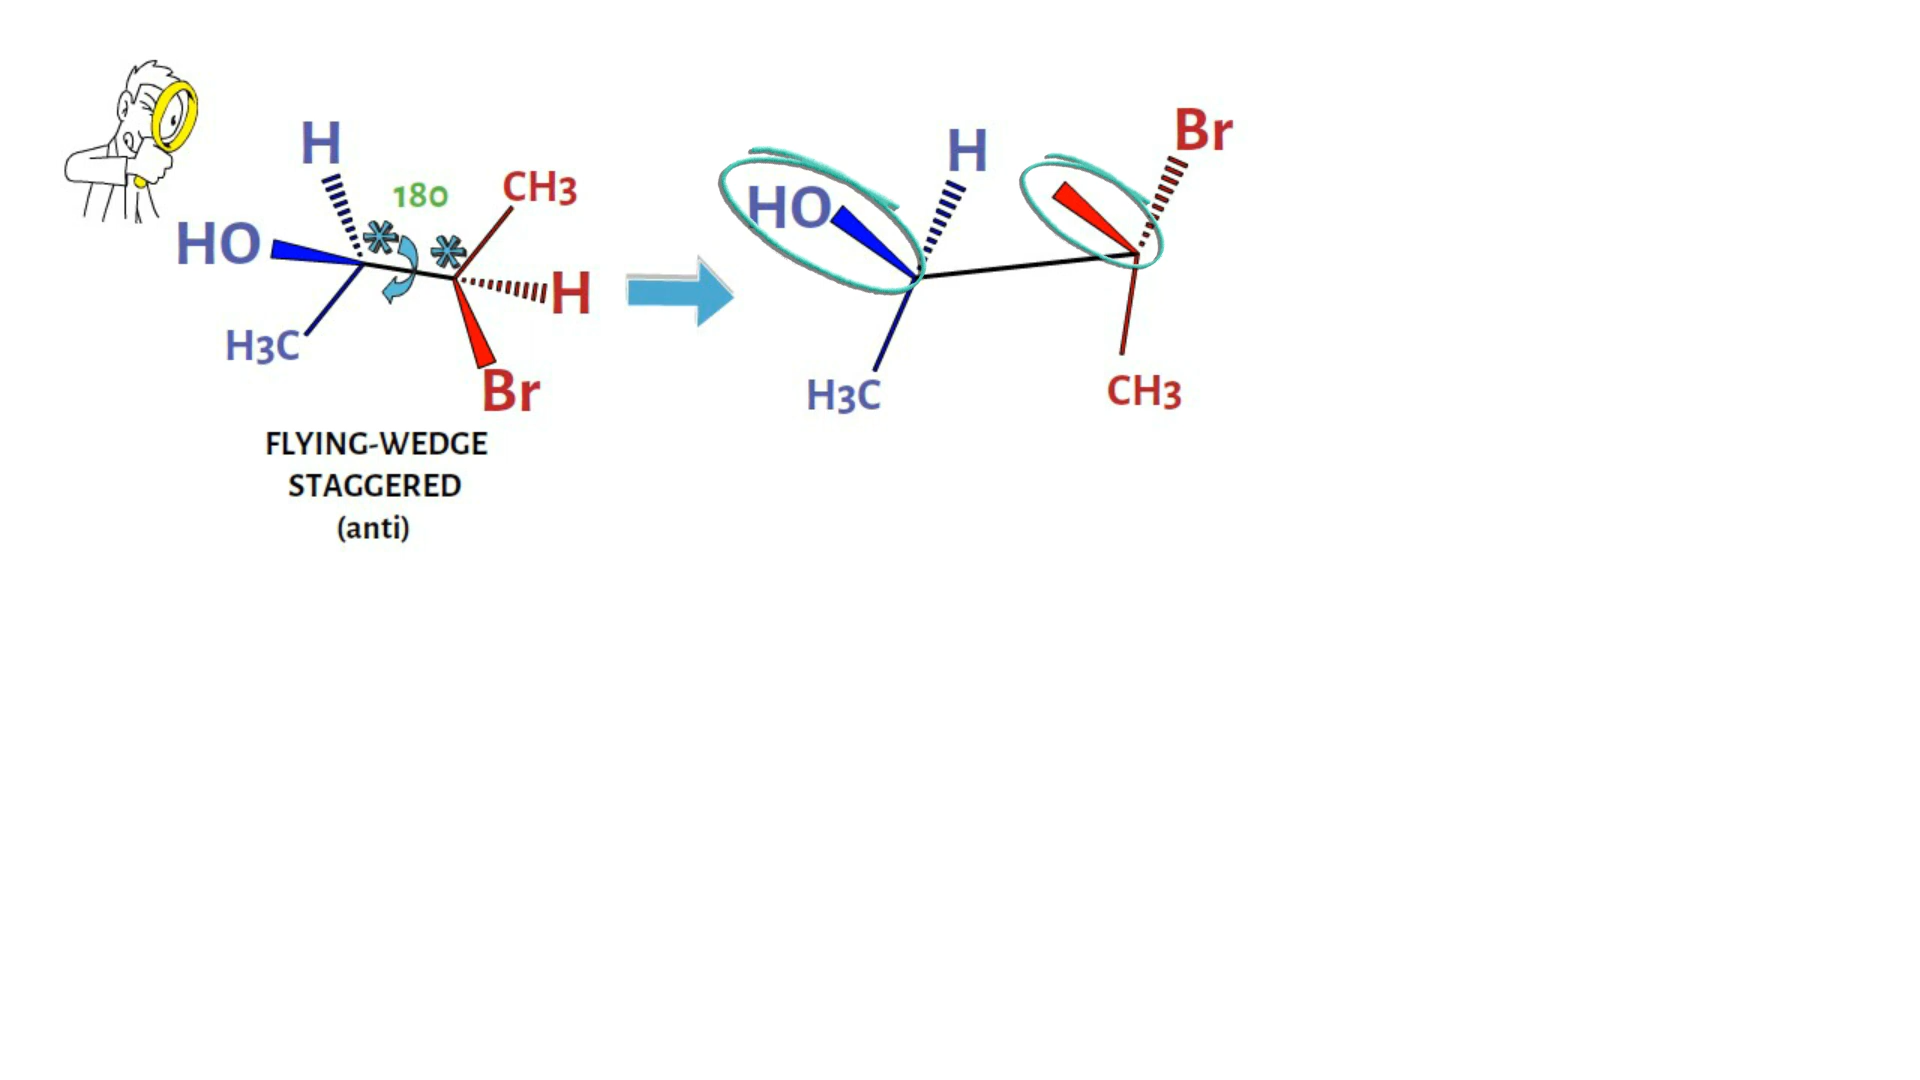 H
180
CH3
HO
* *
H
H3C
Br
FLYING-WEDGE
STAGGERED
(anti)
Br
H
HO
H3C
CH3